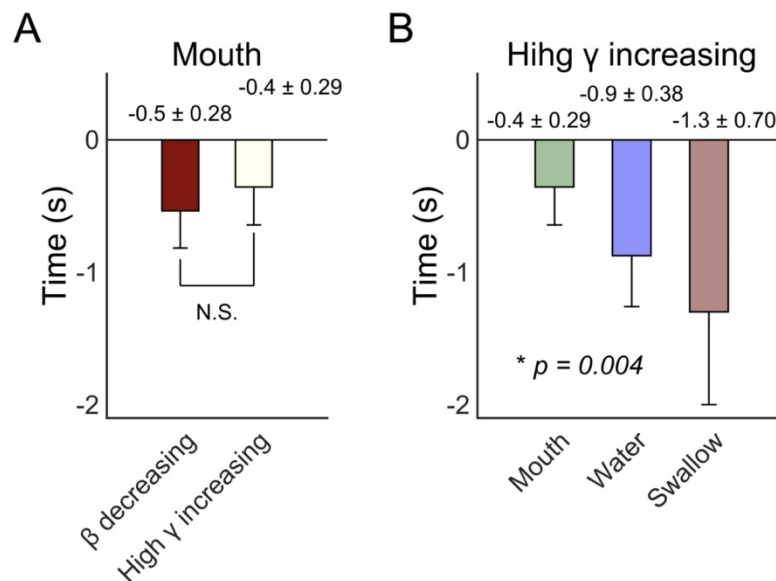 A
Mouth
-0.4 ± 0.29
-0.5 ± 0.28
0
-1
-2
Time (s)
N.S.
β decreasing
High γ increasing
B
Hihg γ increasing
-0.9 ± 0.38
-0.4 ± 0.29
-1.3 ± 0.70
0
-1
-2
Time (s)
* p = 0.004
Mouth
Water
Swallow